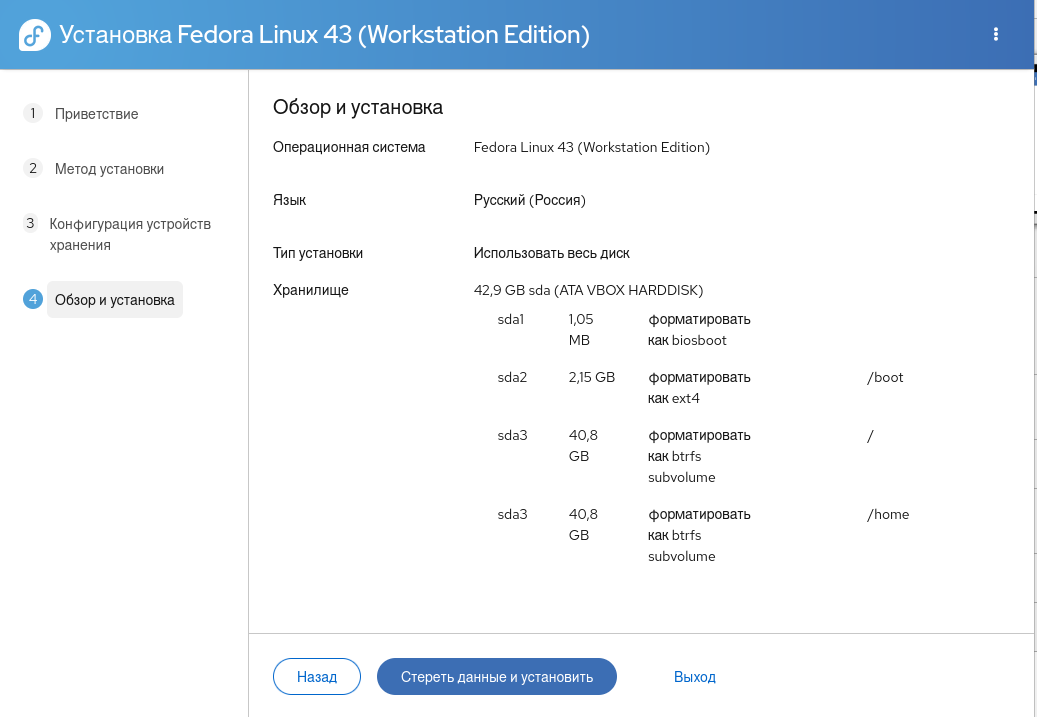 Установка Fedora Linux 43 (Workstation Edition)
1 Приветствие
2 Метод установки
3 Конфигурация устройств
хранения
4 Обзор и установка
Обзор и установка
Операционная система Fedora Linux 43 (Workstation Edition)
Язык Русский (Россия)
Тип установки Использовать весь диск
Хранилище 42,9 GB sda (ATA VBOX HARDDISK)
sda1 1,05 форматировать
MB как biosboot
sda2 2,15 GB форматировать /boot
как ext4
sda3 40,8 форматировать /
GB как btrfs
subvolume
sda3 40,8 форматировать /home
GB как btrfs
subvolume
Назад Стереть данные и установить Выход